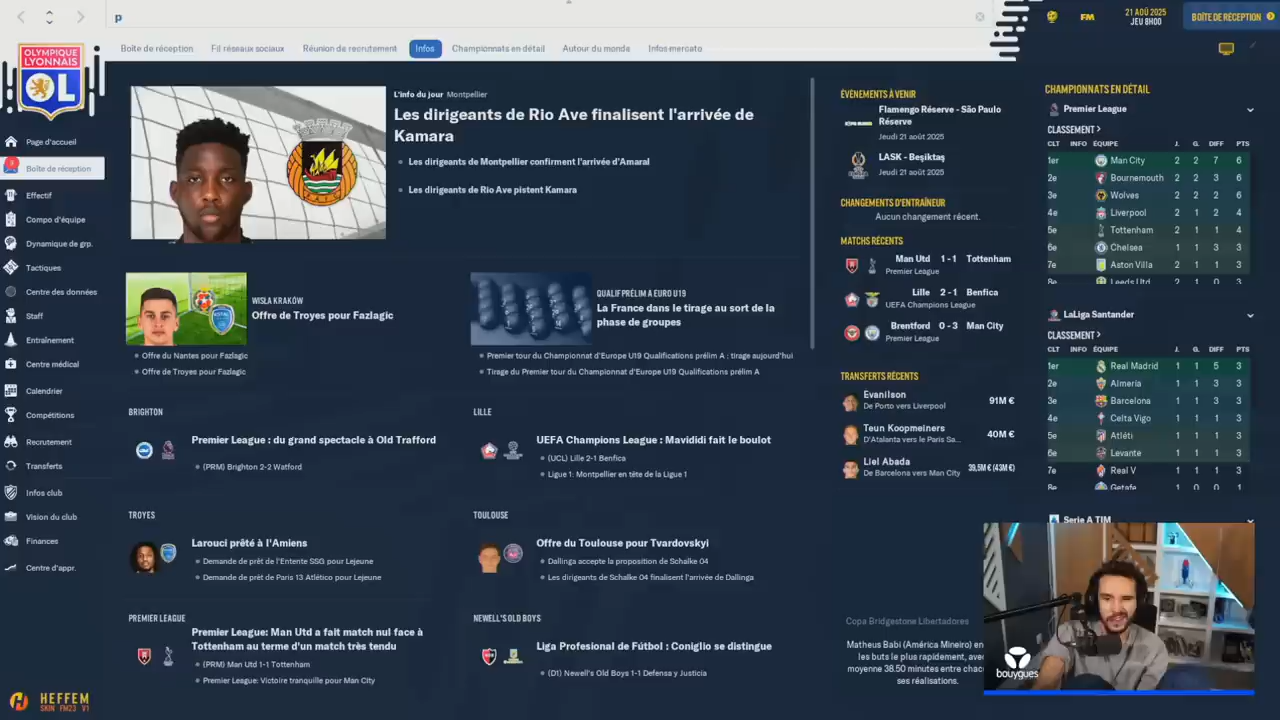 p
21 AOÛ 2025
JEU 8H00
BOÎTE DE RÉCEPTION
FM
Boîte de réception
Fil réseaux sociaux
Réunion de recrutement
Infos
Championnats en détail
Autour du monde
Infos mercato
OLYMPIQUE
LYONNAIS
OL
Page d'accueil
Boîte de réception
Effectif
Compo d'équipe
Dynamique de grp.
Tactiques
Centre des données
Staff
Entraînement
Centre médical
Calendrier
Compétitions
Recrutement
Transferts
Infos club
Vision du club
Finances
Centre d'appr.
HEFFEM
SKIN FM23 V1
L'info du jour Montpellier
Les dirigeants de Rio Ave finalisent l'arrivée de
Kamara
Les dirigeants de Montpellier confirment l'arrivée d'Amaral
Les dirigeants de Rio Ave pistent Kamara
WISŁA KRAKÓW
Offre de Troyes pour Fazlagic
Offre du Nantes pour Fazlagic
Offre de Troyes pour Fazlagic
QUALIF PRÉLIM A EURO U19
La France dans le tirage au sort de la
phase de groupes
Premier tour du Championnat d'Europe U19 Qualifications prélim A : tirage aujourd'hui
Tirage du Premier tour du Championnat d'Europe U19 Qualifications prélim A
BRIGHTON
Premier League : du grand spectacle à Old Trafford
(PRM) Brighton 2-2 Watford
LILLE
UEFA Champions League : Mavididi fait le boulot
(UCL) Lille 2-1 Benfica
Ligue 1: Montpellier en tête de la Ligue 1
TROYES
Larouci prêté à l'Amiens
Demande de prêt de l'Entente SSG pour Lejeune
Demande de prêt de Paris 13 Atlético pour Lejeune
TOULOUSE
Offre du Toulouse pour Tvardovskyi
Dallinga accepte la proposition de Schalke 04
Les dirigeants de Schalke 04 finalisent l'arrivée de Dallinga
PREMIER LEAGUE
Premier League: Man Utd a fait match nul face à
Tottenham au terme d'un match très tendu
(PRM) Man Utd 1-1 Tottenham
Premier League: Victoire tranquille pour Man City
NEWELL'S OLD BOYS
Liga Profesional de Fútbol : Coniglio se distingue
(D1) Newell's Old Boys 1-1 Defensa y Justicia
ÉVÈNEMENTS À VENIR
Flamengo Réserve - São Paulo
Réserve
Jeudi 21 août 2025
LASK - Beşiktaş
Jeudi 21 août 2025
CHANGEMENTS D'ENTRAÎNEUR
Aucun changement récent.
MATCHS RÉCENTS
Man Utd 1-1 Tottenham
Premier League
Lille 2-1 Benfica
UEFA Champions League
Brentford 0-3 Man City
Premier League
TRANSFERTS RÉCENTS
Evanilson
De Porto vers Liverpool
91M €
Teun Koopmeiners
D'Atalanta vers le Paris Sa...
40M €
Liel Abada
De Barcelona vers Man City
39,5M € (43M €)
Copa Bridgestone Libertadores
Matheus Babi (América Mineiro) en
les buts le plus rapidement, avec
moyenne 38.50 minutes entre chac
ses réalisations.
CHAMPIONNATS EN DÉTAIL
Premier League
CLASSEMENT >
CLT INFO ÉQUIPE J. G. DIFF PTS
1er Man City 2 2 7 6
2e Bournemouth 2 2 3 6
3e Wolves 2 2 2 6
4e Liverpool 2 1 2 4
5e Tottenham 2 1 1 4
6e Chelsea 1 1 3 3
7e Aston Villa 2 1 1 3
8e Leeds Utd 2 1 0 3
LaLiga Santander
CLASSEMENT >
CLT INFO ÉQUIPE J. G. DIFF PTS
1er Real Madrid 1 1 5 3
2e Almería 1 1 3 3
3e Barcelona 1 1 3 3
4e Celta Vigo 1 1 1 3
5e Atléti 1 1 1 3
6e Levante 1 1 1 3
7e Real V 1 1 1 3
8e Getafe 1 0 0 1
Serie A TIM
bouygues